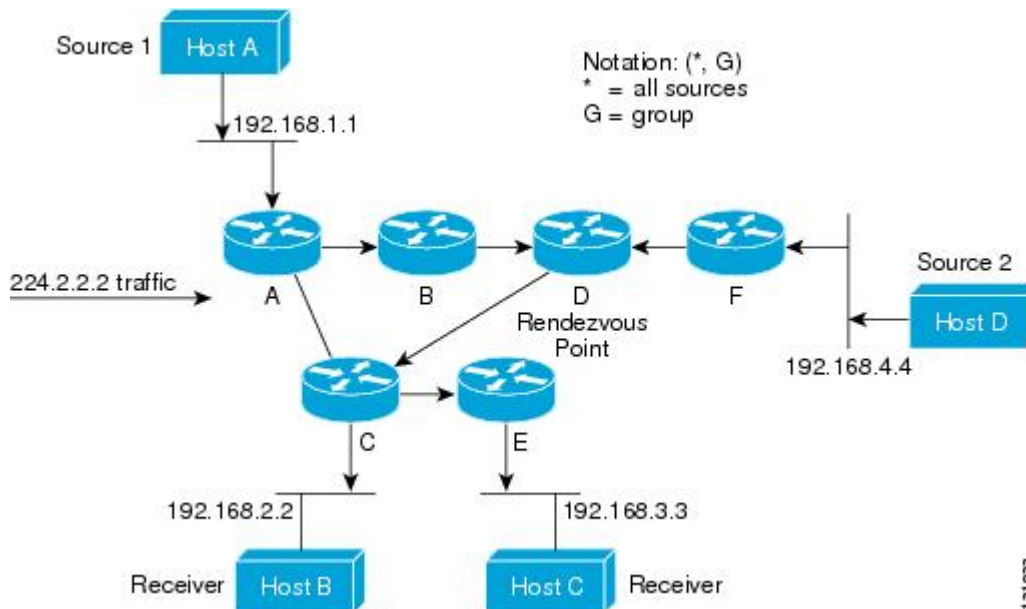 Source 1
Host A
Notation: (*, G)
* = all sources
G = group
192.168.1.1
224.2.2.2 traffic
A
B
D
F
Rendezvous
Point
Source 2
Host D
192.168.4.4
C
E
192.168.2.2
192.168.3.3
Receiver
Host B
Host C
Receiver